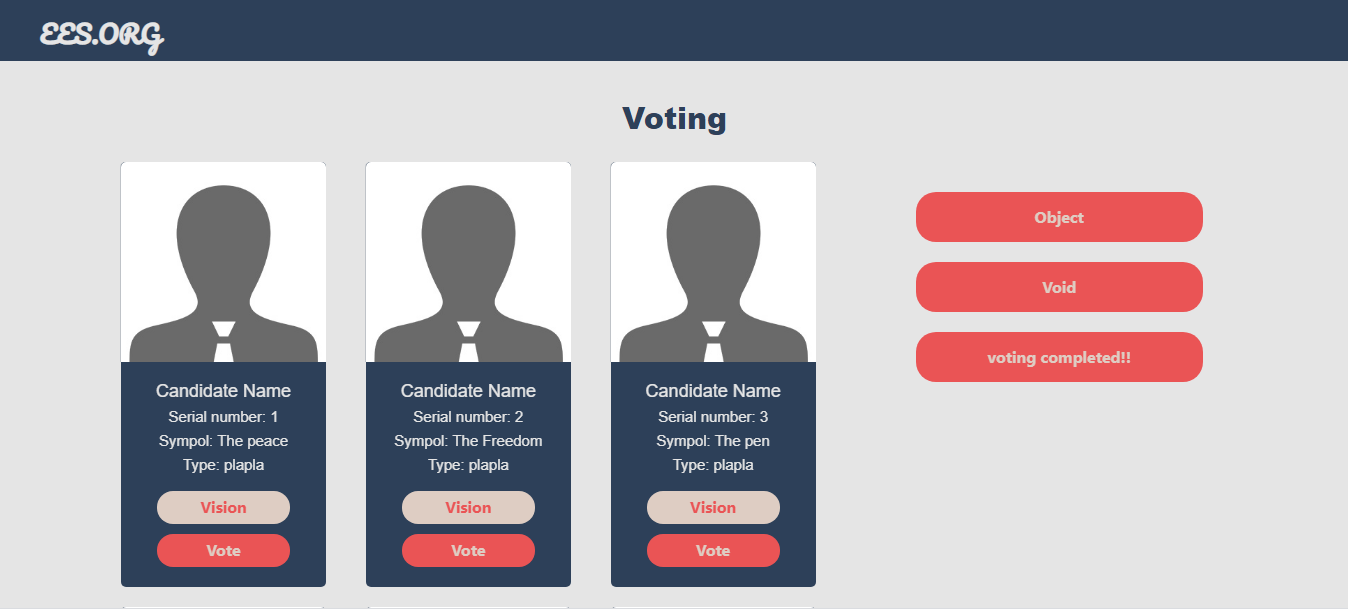 EES.ORG
Voting
Candidate Name
Serial number: 1
Sympol: The peace
Type: plapla
Vision
Vote
Candidate Name
Serial number: 2
Sympol: The Freedom
Type: plapla
Vision
Vote
Candidate Name
Serial number: 3
Sympol: The pen
Type: plapla
Vision
Vote
Object
Void
voting completed!!